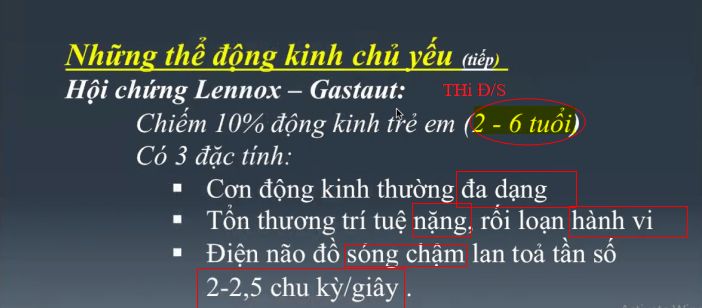 Những thể động kinh chủ yếu (tiếp)
Hội chứng Lennox – Gastaut: THi Đ/S
Chiếm 10% động kinh trẻ em (2 - 6 tuổi)
Có 3 đặc tính:
▪ Cơn động kinh thường đa dạng
▪ Tổn thương trí tuệ nặng, rối loạn hành vi
▪ Điện não đồ sóng chậm lan toả tần số
2-2,5 chu kỳ/giây .